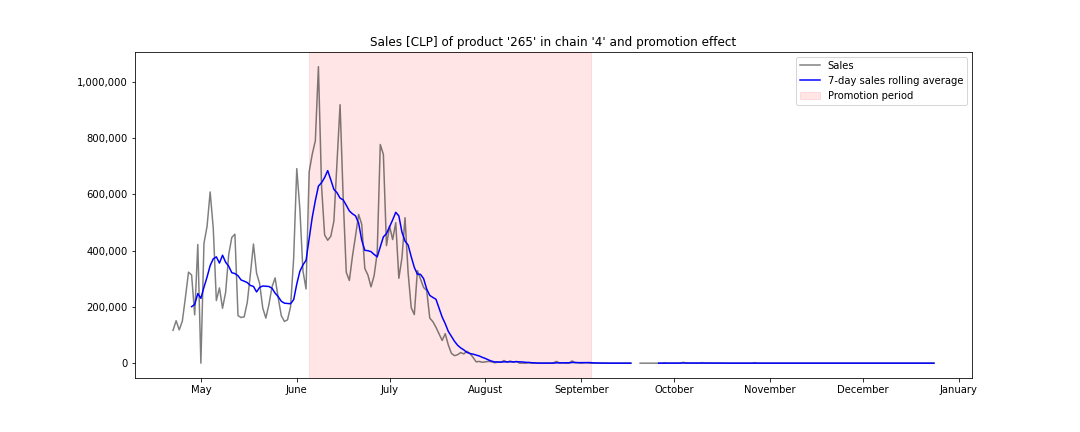 Sales [CLP] of product '265' in chain '4' and promotion effect
Sales
7-day sales rolling average
Promotion period
1,000,000
800,000
600,000
400,000
200,000
0
May June July August September October November December January